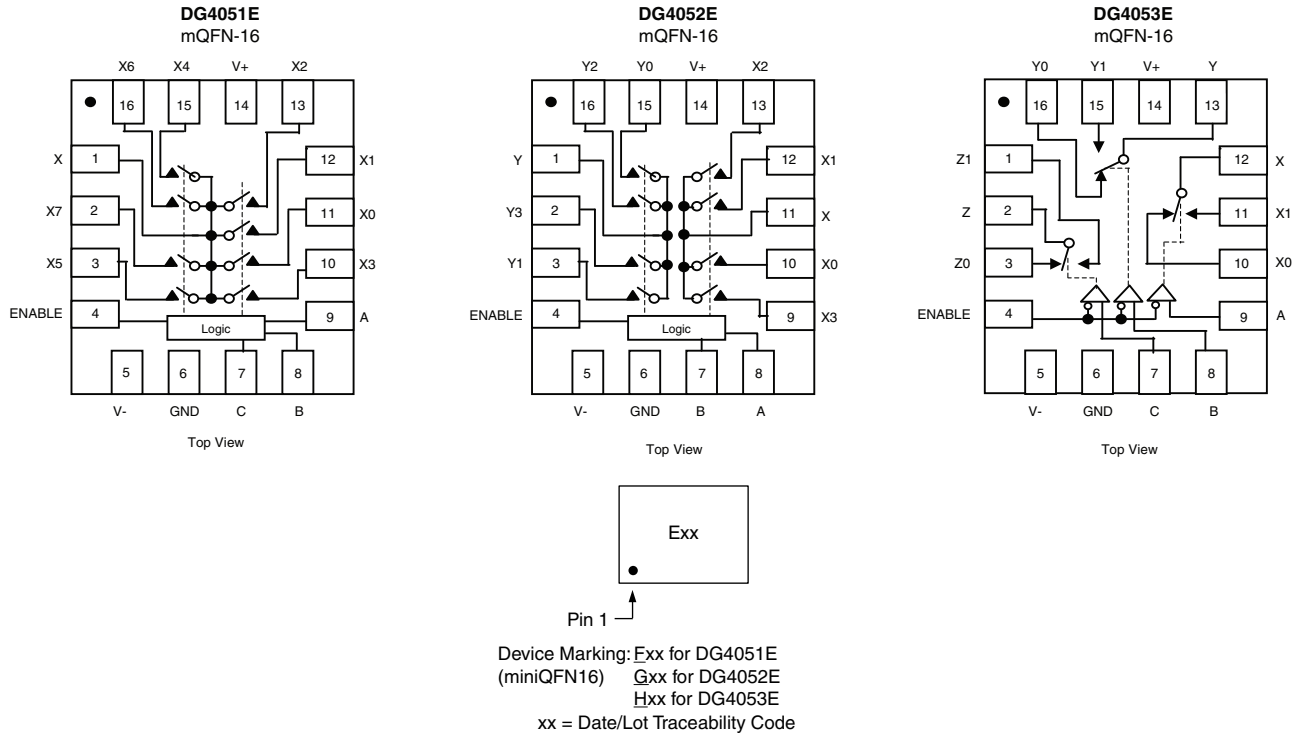 DG4051E
mQFN-16
X6 X4 V+ X2
16 15 14 13
X 1 12 X1
X7 2 11 X0
X5 3 10 X3
ENABLE 4 9 A
Logic
5 6 7 8
V- GND C B
Top View
DG4052E
mQFN-16
Y2 Y0 V+ X2
16 15 14 13
Y 1 12 X1
Y3 2 11 X
Y1 3 10 X0
ENABLE 4 9 X3
Logic
5 6 7 8
V- GND B A
Top View
DG4053E
mQFN-16
Y0 Y1 V+ Y
16 15 14 13
Z1 1 12 X
Z 2 11 X1
Z0 3 10 X0
ENABLE 4 9 A
5 6 7 8
V- GND C B
Top View
Exx
Pin 1
Device Marking: Fxx for DG4051E
(miniQFN16) Gxx for DG4052E
Hxx for DG4053E
xx = Date/Lot Traceability Code